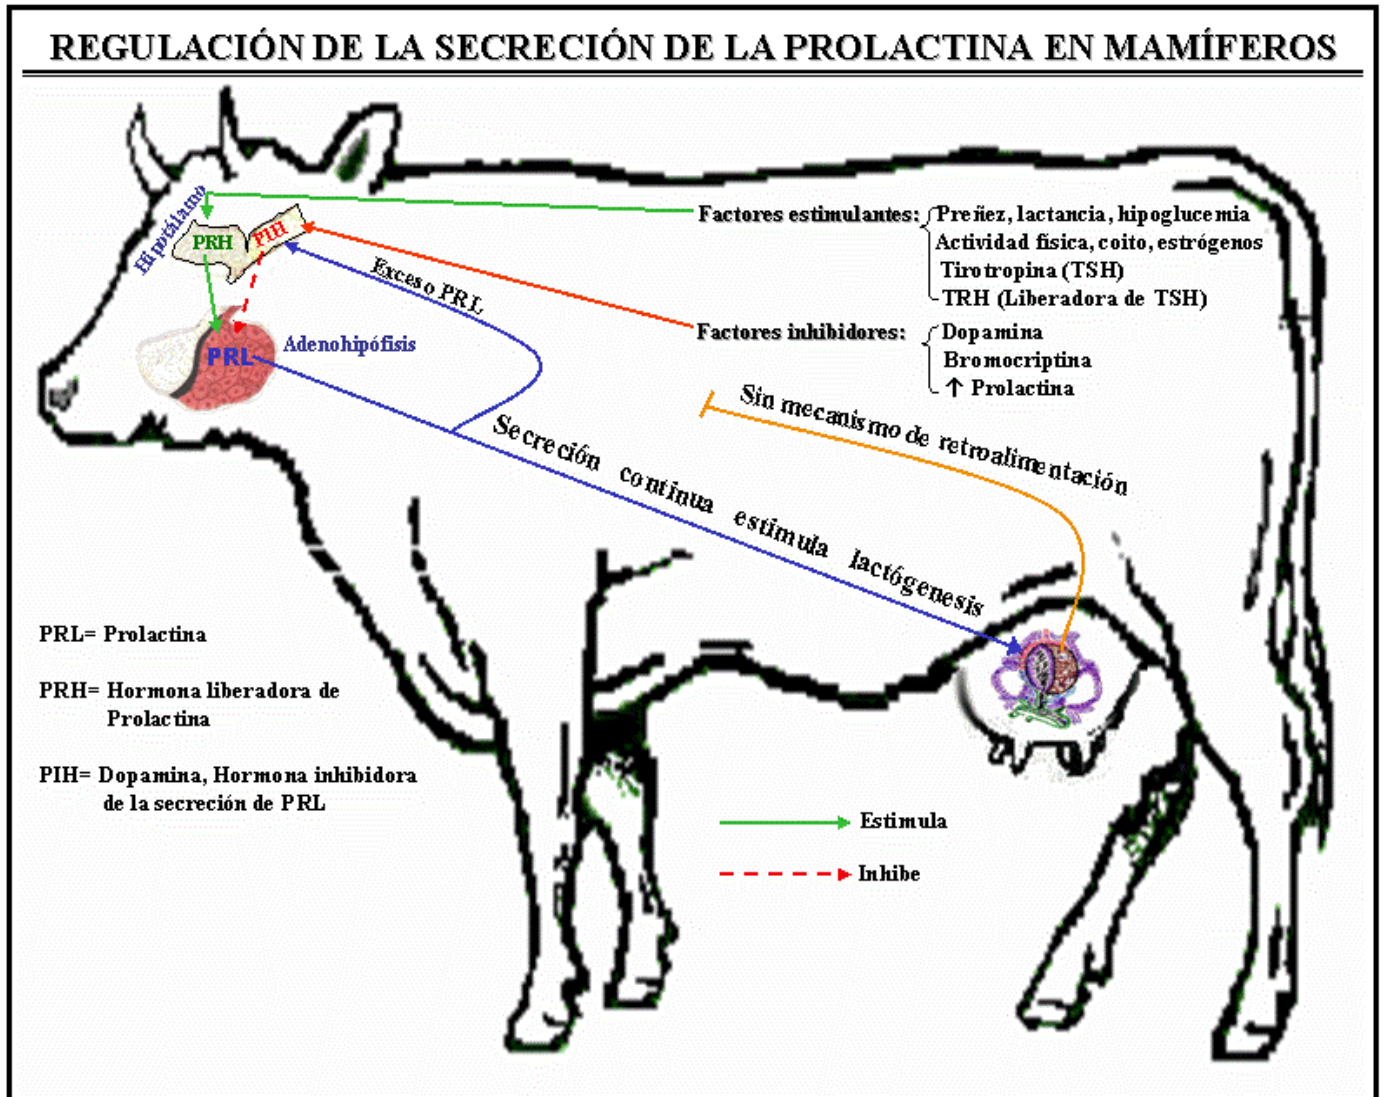 REGULACIÓN DE LA SECRECIÓN DE LA PROLACTINA EN MAMÍFEROS
Hipótálamo
PRH
PIH
Exceso PRL
PRL
Adenohipófisis
Factores estimulantes:
Preñez, lactancia, hipoglucemia
Actividad física, coito, estrógenos
Tirotropina (TSH)
TRH (Liberadora de TSH)
Factores inhibidores:
Dopamina
Bromocriptina
↑ Prolactina
Sin mecanismo de retroalimentación
Secreción contínua estímula lactógenesis
PRL= Prolactina
PRH= Hormona liberadora de
Prolactina
PIH= Dopamina, Hormona inhibidora
de la secreción de PRL
Estimula
Inhibe